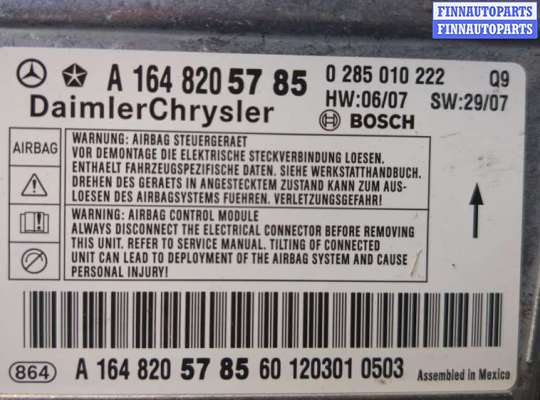 FINNAUTOPARTS
FINNAUTOPARTS
A 164 820 57 85 0 285 010 222 Q9
DaimlerChrysler HW:06/07 SW:29/07
BOSCH
AIRBAG
WARNUNG: AIRBAG STEUERGERAET
VOR DEMONTAGE DIE ELEKTRISCHE STECKVERBINDUNG LOESEN.
ENTHAELT FAHRZEUGSPEZIFISCHE DATEN. SIEHE WERKSTATTHANDBUCH.
DREHEN DES GERAETS IN ANGESTECKTEM ZUSTAND KANN ZUM AUS-
LOESEN DES AIRBAGSYSTEMS FUEHREN. VERLETZUNGSGEFAHR!
WARNING: AIRBAG CONTROL MODULE
ALWAYS DISCONNECT THE ELECTRICAL CONNECTOR BEFORE REMOVING
THIS UNIT. REFER TO SERVICE MANUAL. TILTING OF CONNECTED
UNIT CAN LEAD TO DEPLOYMENT OF THE AIRBAG SYSTEM AND CAUSE
PERSONAL INJURY!
864 A 164 820 57 85 60 120301 0503 Assembled in Mexico